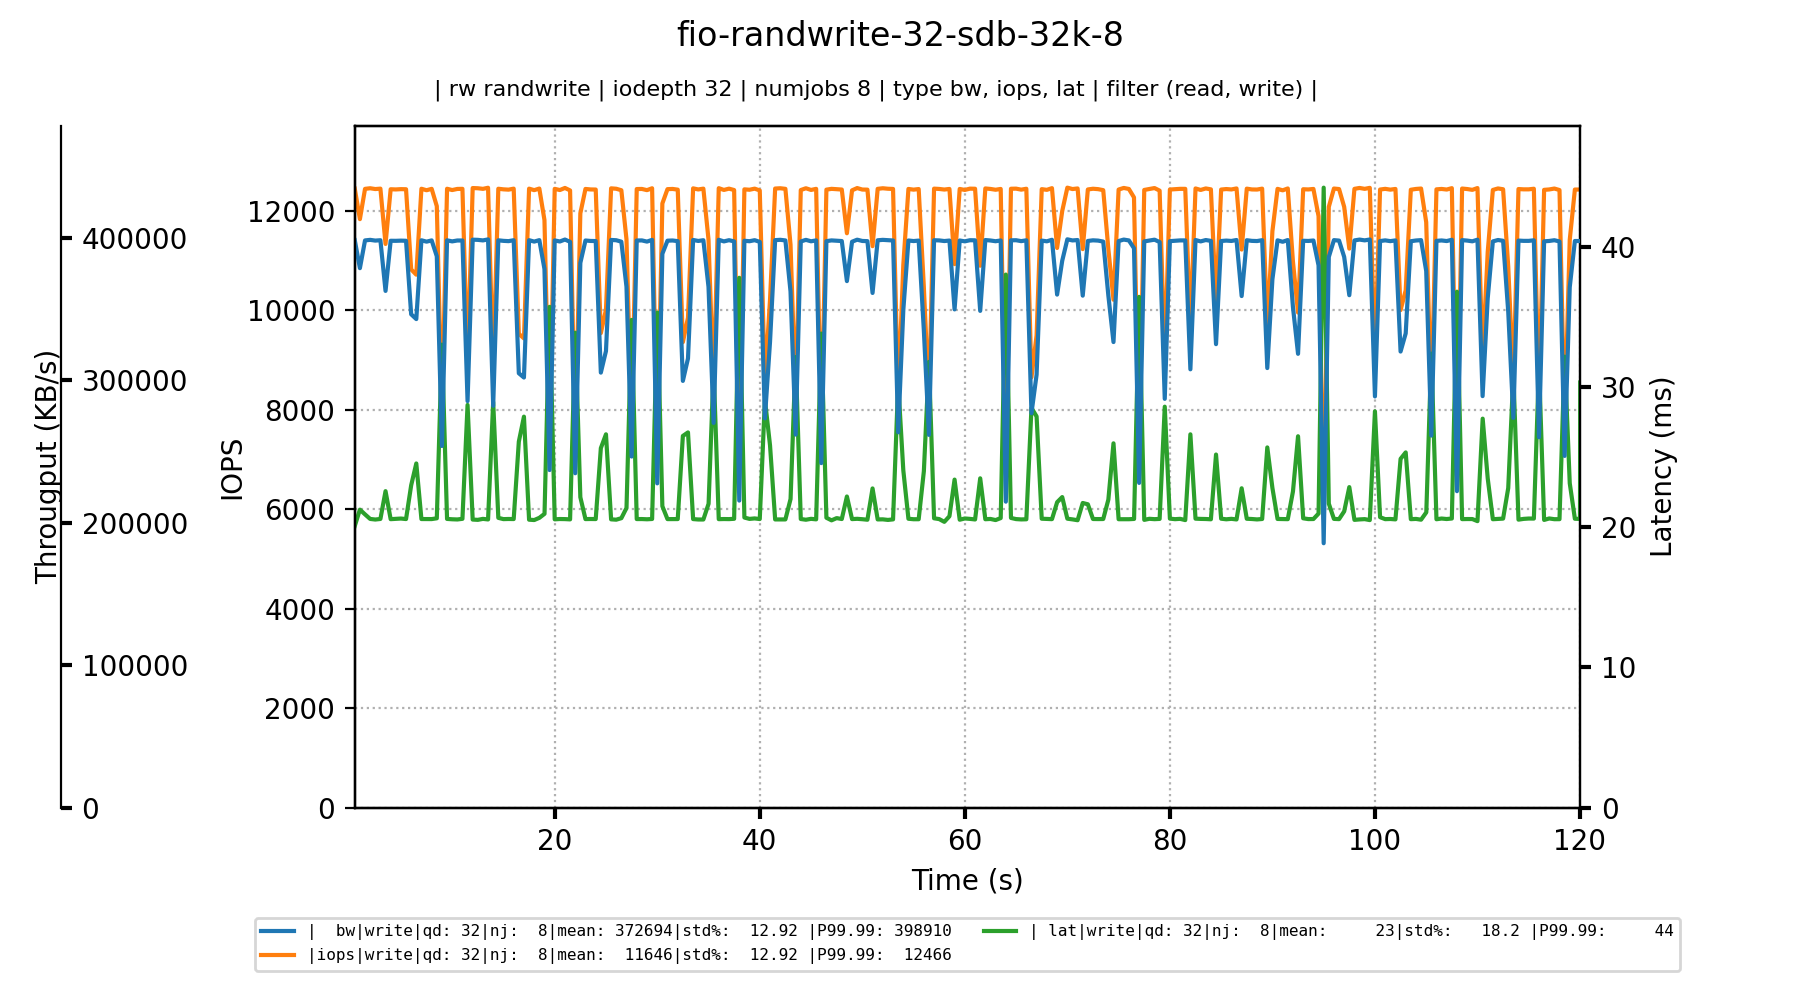 fio-randwrite-32-sdb-32k-8
| rw randwrite | iodepth 32 | numjobs 8 | type bw, iops, lat | filter (read, write) |
Througput (KB/s)
400000
300000
200000
100000
0
IOPS
12000
10000
8000
6000
4000
2000
0
40
30
20
10
0
Latency (ms)
20 40 60 80 100 120
Time (s)
|  bw|write|qd: 32|nj:  8|mean: 372694|std%:  12.92 |P99.99: 398910
|iops|write|qd: 32|nj:  8|mean:  11646|std%:  12.92 |P99.99:  12466
| lat|write|qd: 32|nj:  8|mean:     23|std%:   18.2 |P99.99:     44